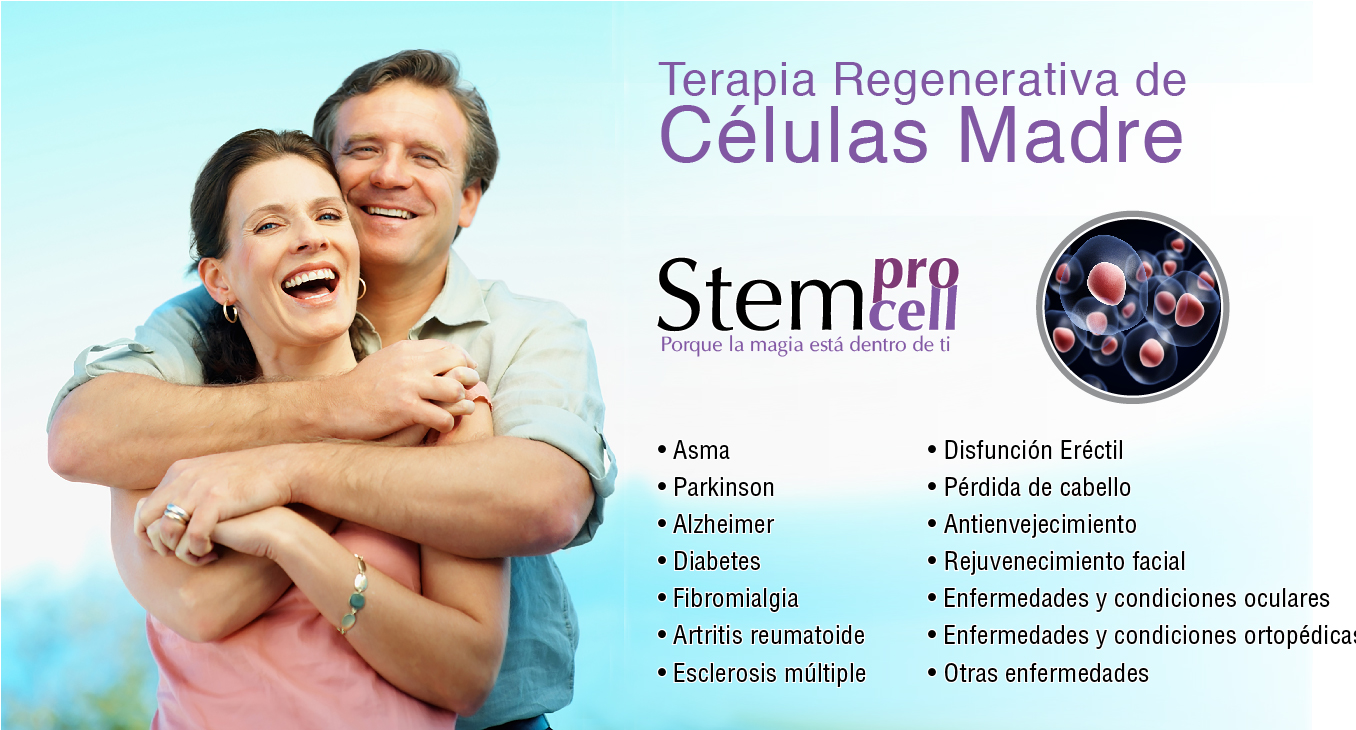 Terapia Regenerativa de
Células Madre
Stem pro cell
Porque la magia está dentro de ti
• Asma
• Parkinson
• Alzheimer
• Diabetes
• Fibromialgia
• Artritis reumatoide
• Esclerosis múltiple
• Disfunción Eréctil
• Pérdida de cabello
• Antienvejecimiento
• Rejuvenecimiento facial
• Enfermedades y condiciones oculares
• Enfermedades y condiciones ortopédicas
• Otras enfermedades